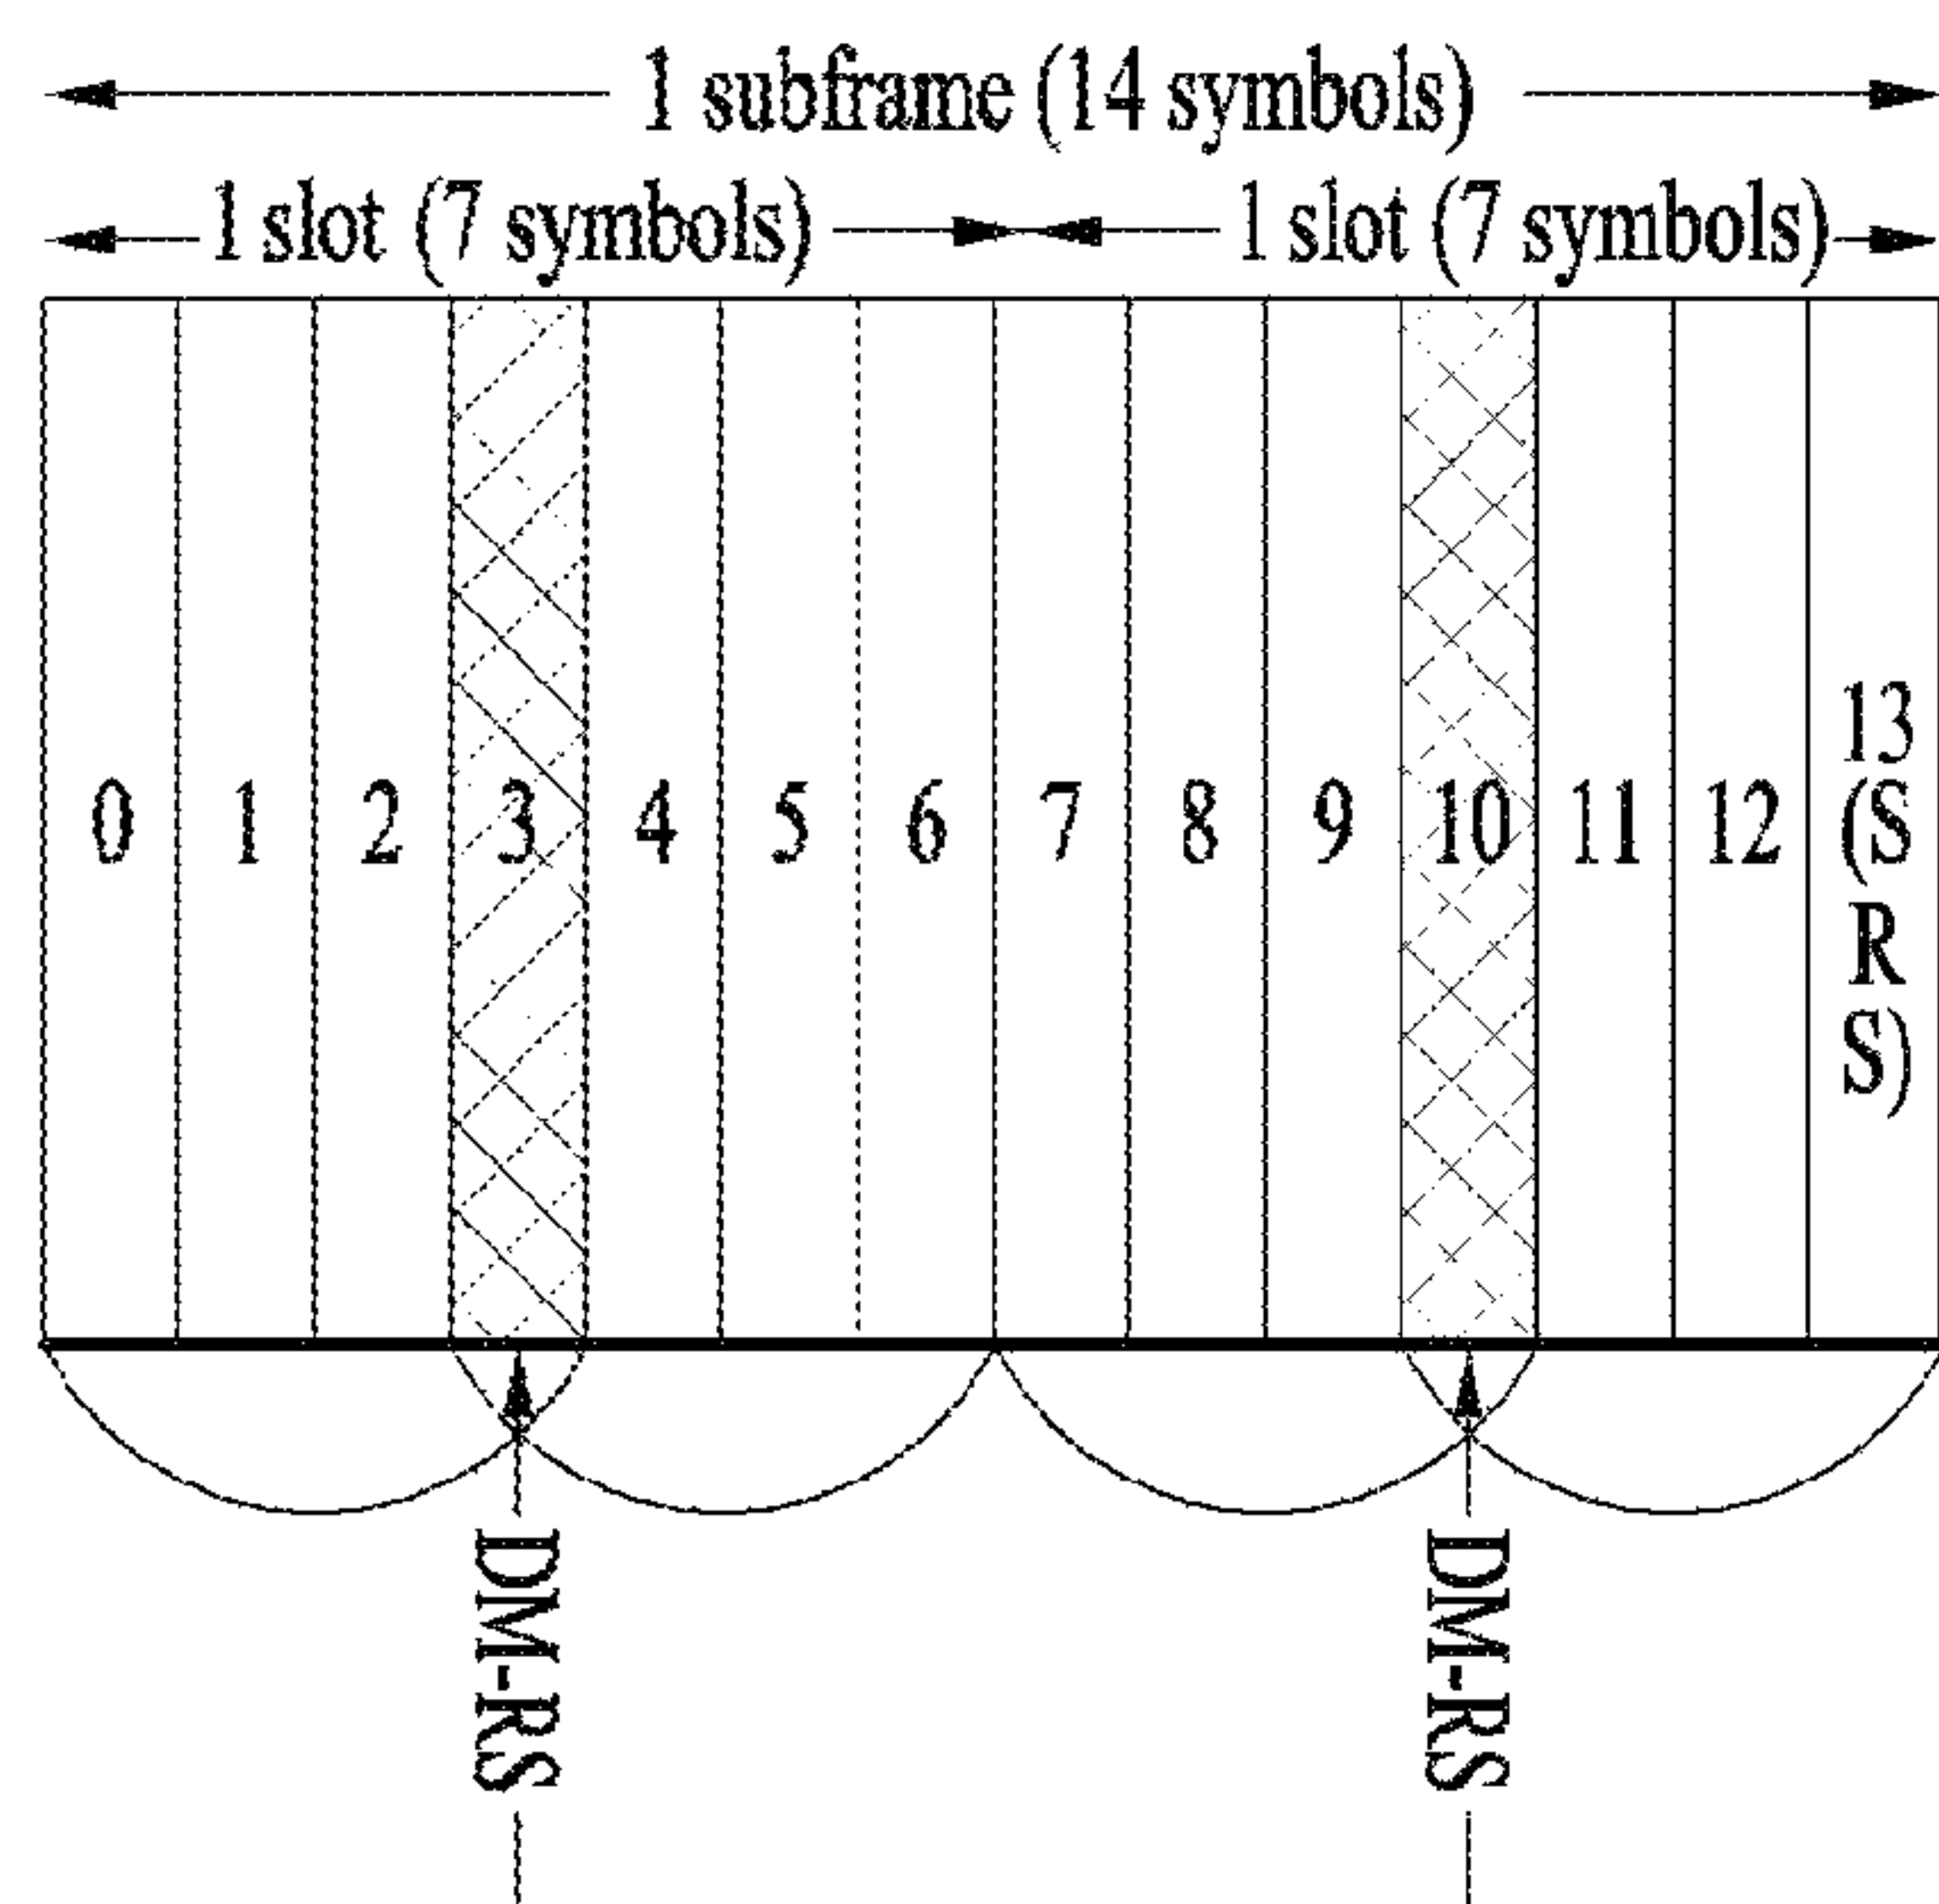 1 subframe (14 symbols)
1 slot (7 symbols) 1 slot (7 symbols)
0 1 2 3 4 5 6 7 8 9 10 11 12 13
(S
R
S)
DM-RS DM-RS